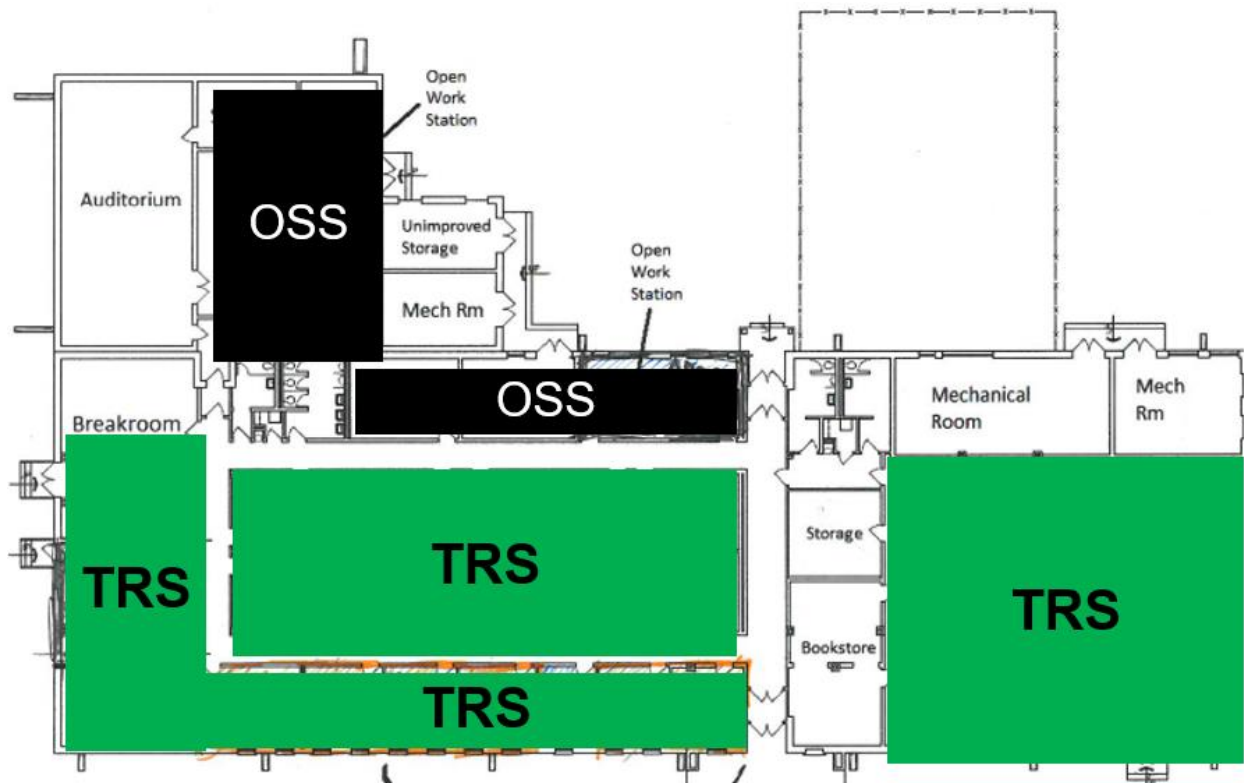 Open
Work
Station
Auditorium
OSS
Unimproved
Storage
Open
Work
Station
Mech Rm
OSS
Mechanical
Room
Mech
Rm
Breakroom
Storage
TRS
TRS
TRS
Bookstore
TRS